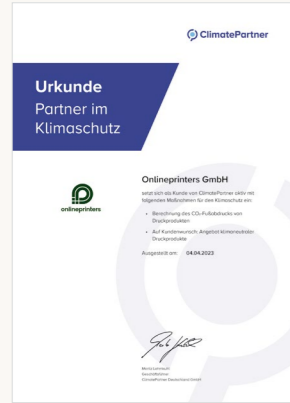 ClimatePartner
Urkunde
Partner im
Klimaschutz
onlineprinters
Onlineprinters GmbH
setzt sich als Kunde von ClimatePartner aktiv mit
folgenden Maßnahmen für den Klimaschutz ein:
• Berechnung des CO₂-Fußabdrucks von
Druckprodukten
• Auf Kundenwunsch: Angebot klimaneutraler
Druckprodukte
Ausgestellt am: 04.04.2023
Moritz Lehmkuhl
Geschäftsführer
ClimatePartner Deutschland GmbH